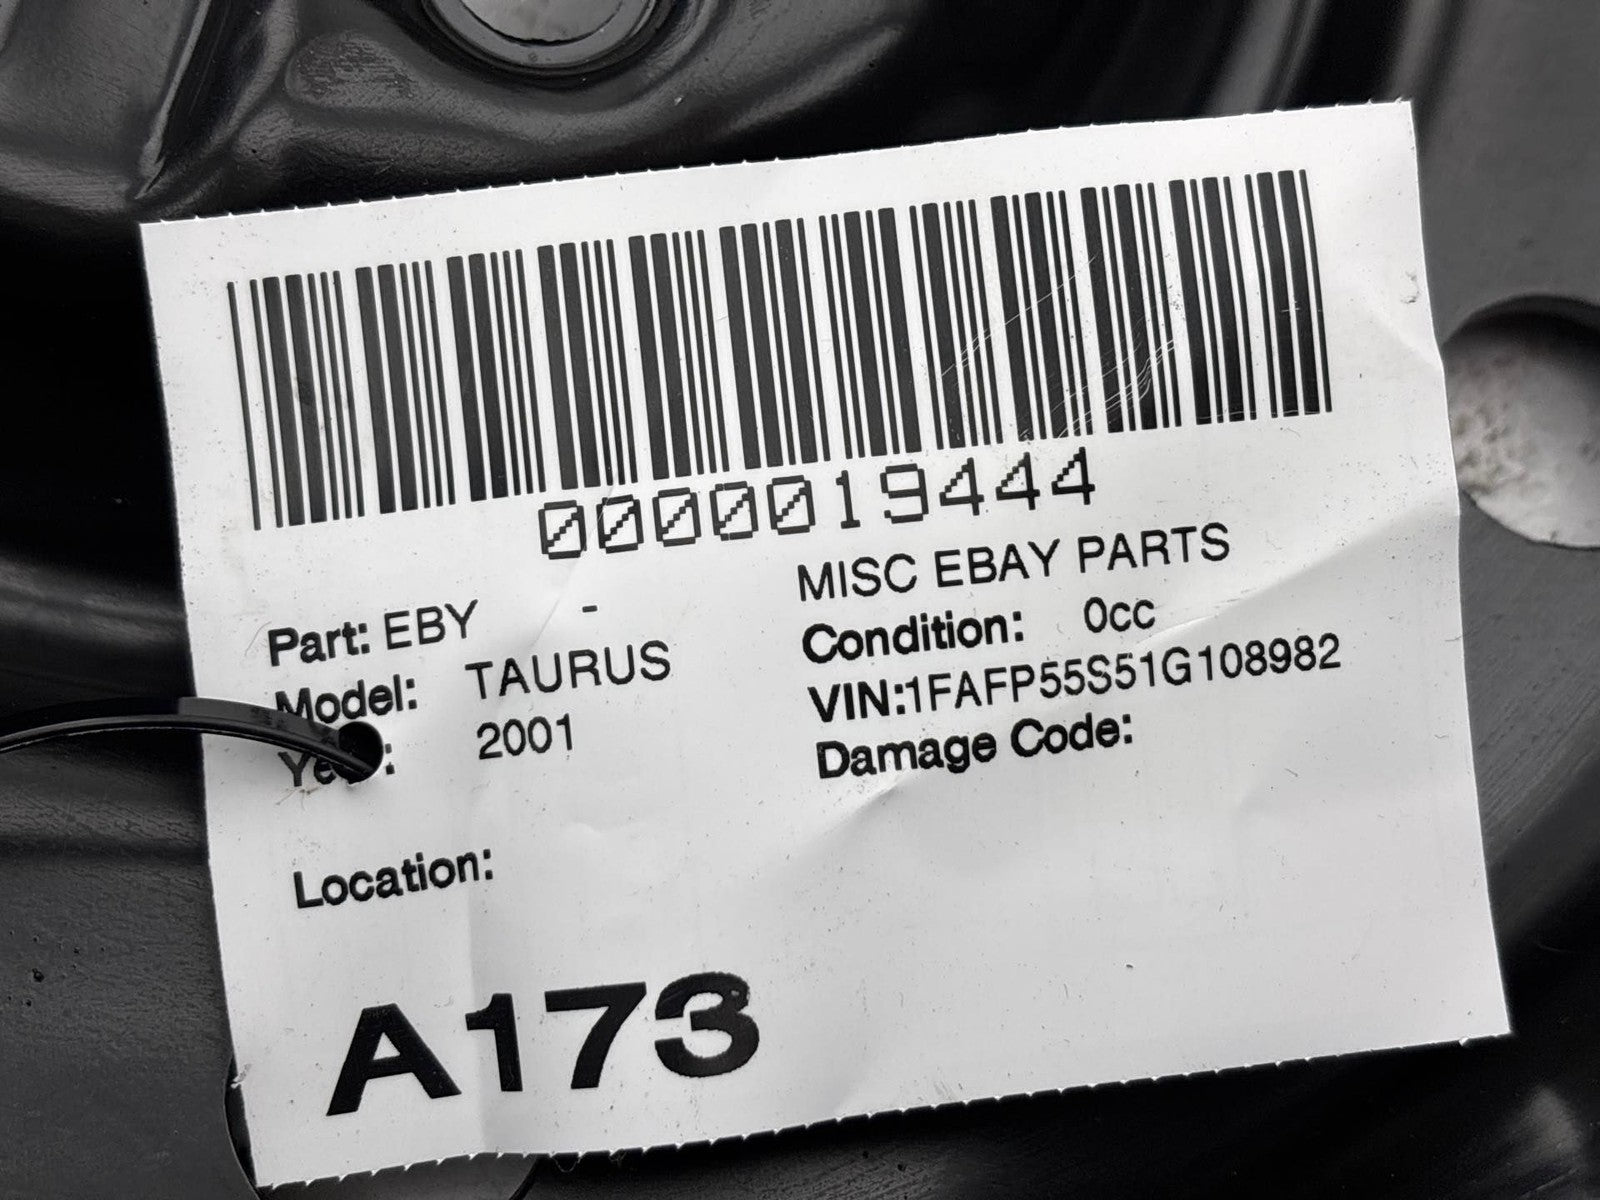 0000019444
MISC EBAY PARTS
Part: EBY -
Condition: 0cc
Model: TAURUS
VIN:1FAFP55S51G108982
2001
Damage Code:
Location:
A173